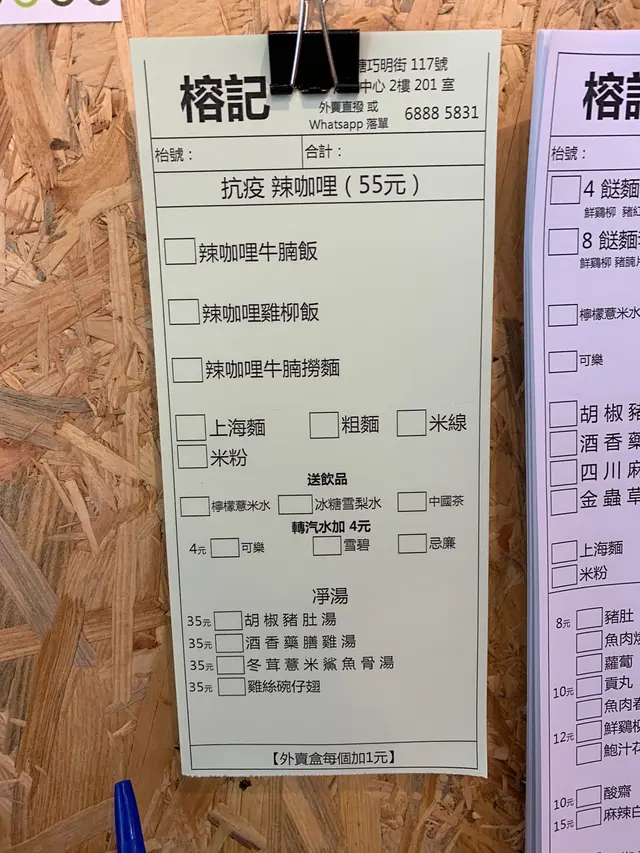 榕記
塘巧明街 117號
中心 2樓 201 室
外賣直撥 或
Whatsapp 落單
6888 5831
枱號：
合計：
抗疫 辣咖哩（55元）
辣咖哩牛腩飯
辣咖哩雞柳飯
辣咖哩牛腩撈麵
上海麵 粗麵 米線
米粉
送飲品
檸檬薏米水 冰糖雪梨水 中國茶
轉汽水加 4元
4元 可樂 雪碧 忌廉
淨湯
35元 胡椒豬肚湯
35元 酒香藥膳雞湯
35元 冬茸薏米鯊魚骨湯
35元 雞絲碗仔翅
【外賣盒每個加1元】
榕
枱號：
4 餸麵
鮮雞柳 豬
8 餸麵
鮮雞柳 豬腩
檸檬薏米水
可樂
胡椒
酒香藥
四川麻
金蟲草
上海麵
米粉
8元 豬肚
魚肉燒
蘿蔔
10元 貢丸
魚肉春
12元 鮮雞柳
鮑汁花
10元 酸齋
15元 麻辣白